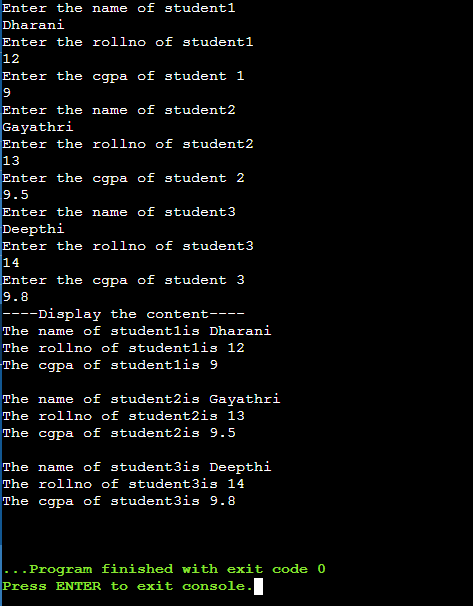 Enter the name of student1
Dharani
Enter the rollno of student1
12
Enter the cgpa of student 1
9
Enter the name of student2
Gayathri
Enter the rollno of student2
13
Enter the cgpa of student 2
9.5
Enter the name of student3
Deepthi
Enter the rollno of student3
14
Enter the cgpa of student 3
9.8
----Display the content----
The name of student1is Dharani
The rollno of student1is 12
The cgpa of student1is 9
The name of student2is Gayathri
The rollno of student2is 13
The cgpa of student2is 9.5
The name of student3is Deepthi
The rollno of student3is 14
The cgpa of student3is 9.8
...Program finished with exit code 0
Press ENTER to exit console.